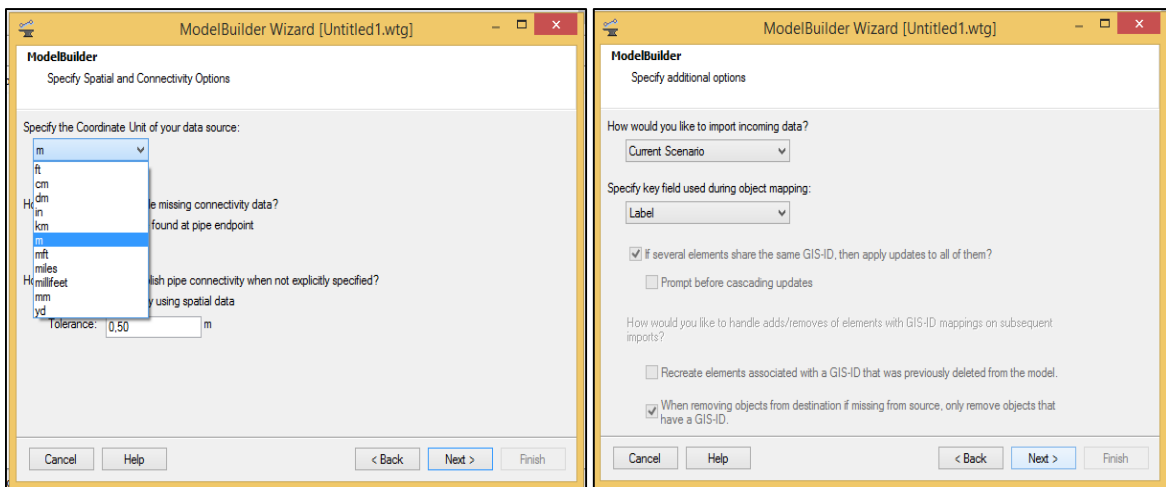 ModelBuilder Wizard [Untitled1.wtg]
ModelBuilder
Specify Spatial and Connectivity Options
Specify the Coordinate Unit of your data source:
m
ft
cm
dm
in
km
m
mft
miles
millifeet
mm
yd
le missing connectivity data?
found at pipe endpoint
lish pipe connectivity when not explicitly specified?
y using spatial data
Tolerance: 0,50 m
Cancel Help < Back Next > Finish
ModelBuilder Wizard [Untitled1.wtg]
ModelBuilder
Specify additional options
How would you like to import incoming data?
Current Scenario
Specify key field used during object mapping:
Label
If several elements share the same GIS-ID, then apply updates to all of them?
Prompt before cascading updates
How would you like to handle adds/removes of elements with GIS-ID mappings on subsequent
imports?
Recreate elements associated with a GIS-ID that was previously deleted from the model.
When removing objects from destination if missing from source, only remove objects that
have a GIS-ID.
Cancel Help < Back Next > Finish